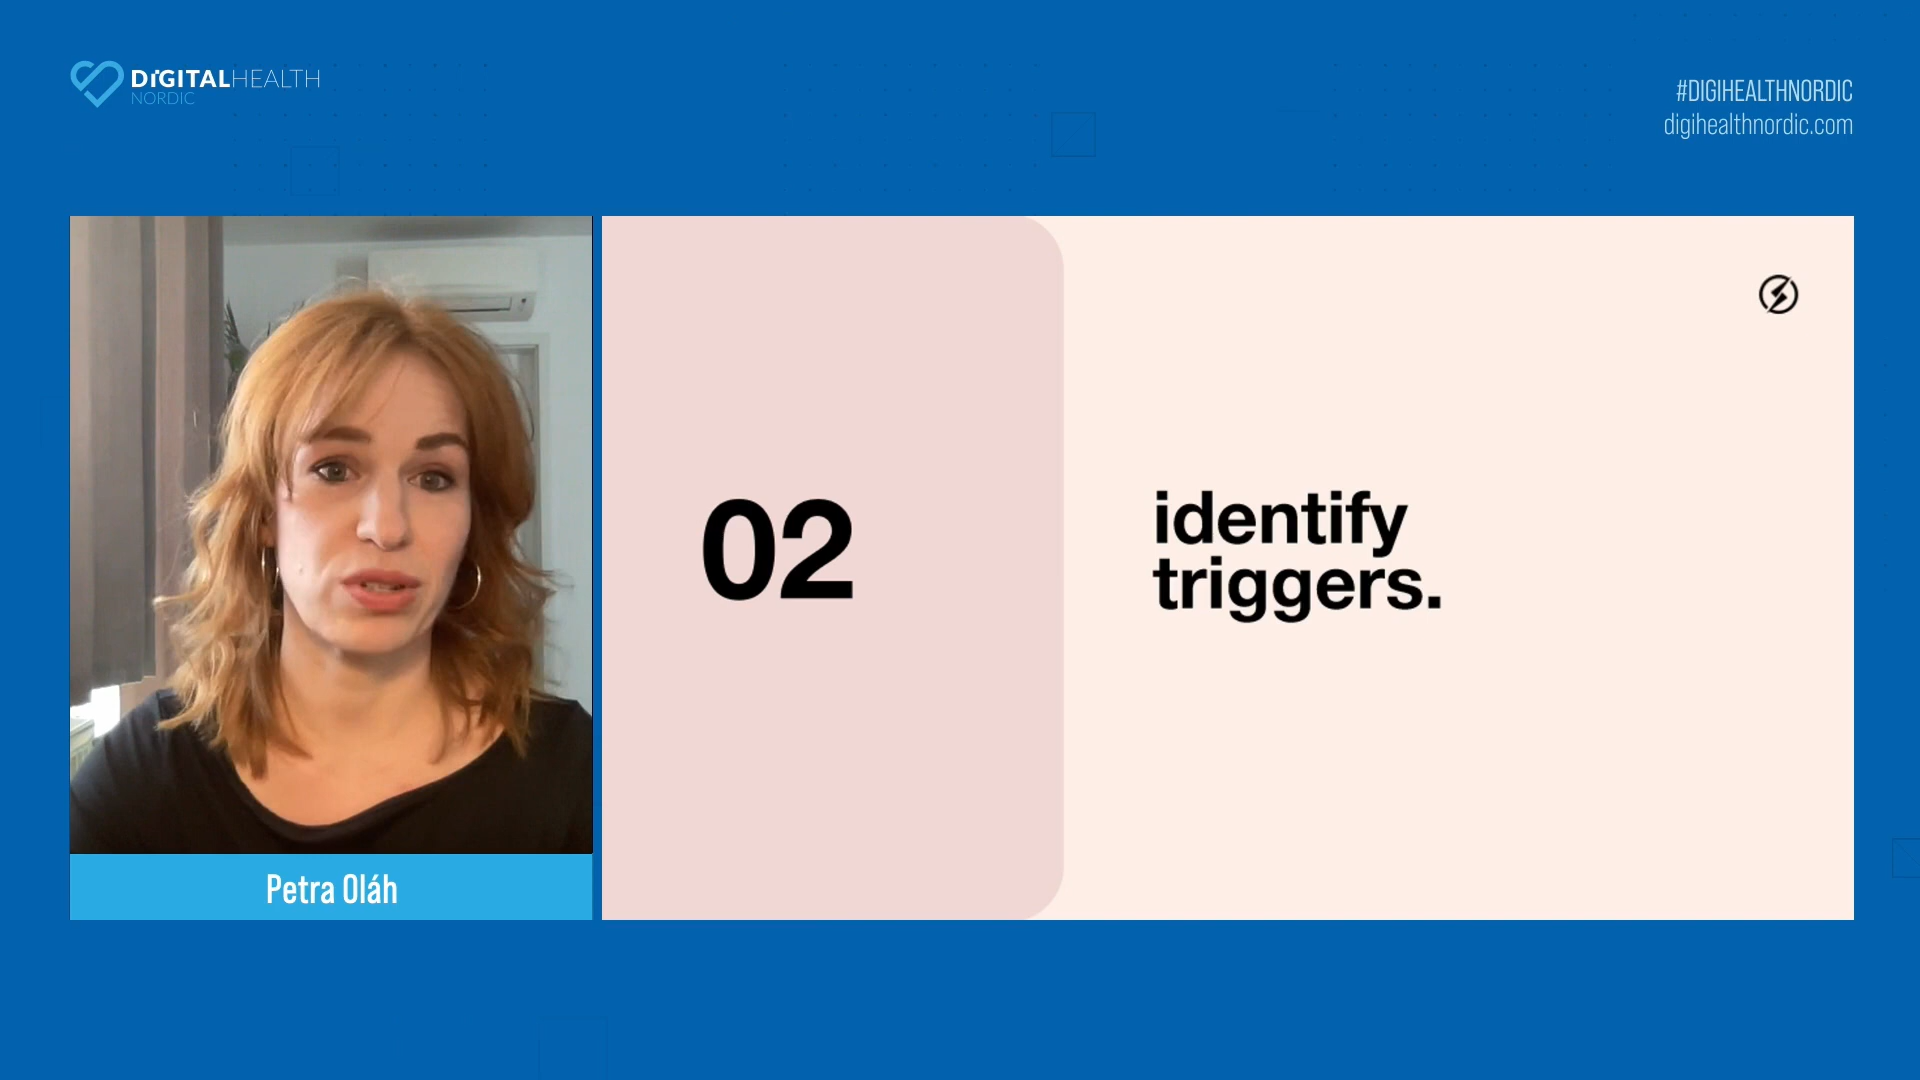 DIGITALHEALTH
NORDIC
#DIGIHEALTHNORDIC
digihealthnordic.com
02
identify
triggers.
Petra Oláh